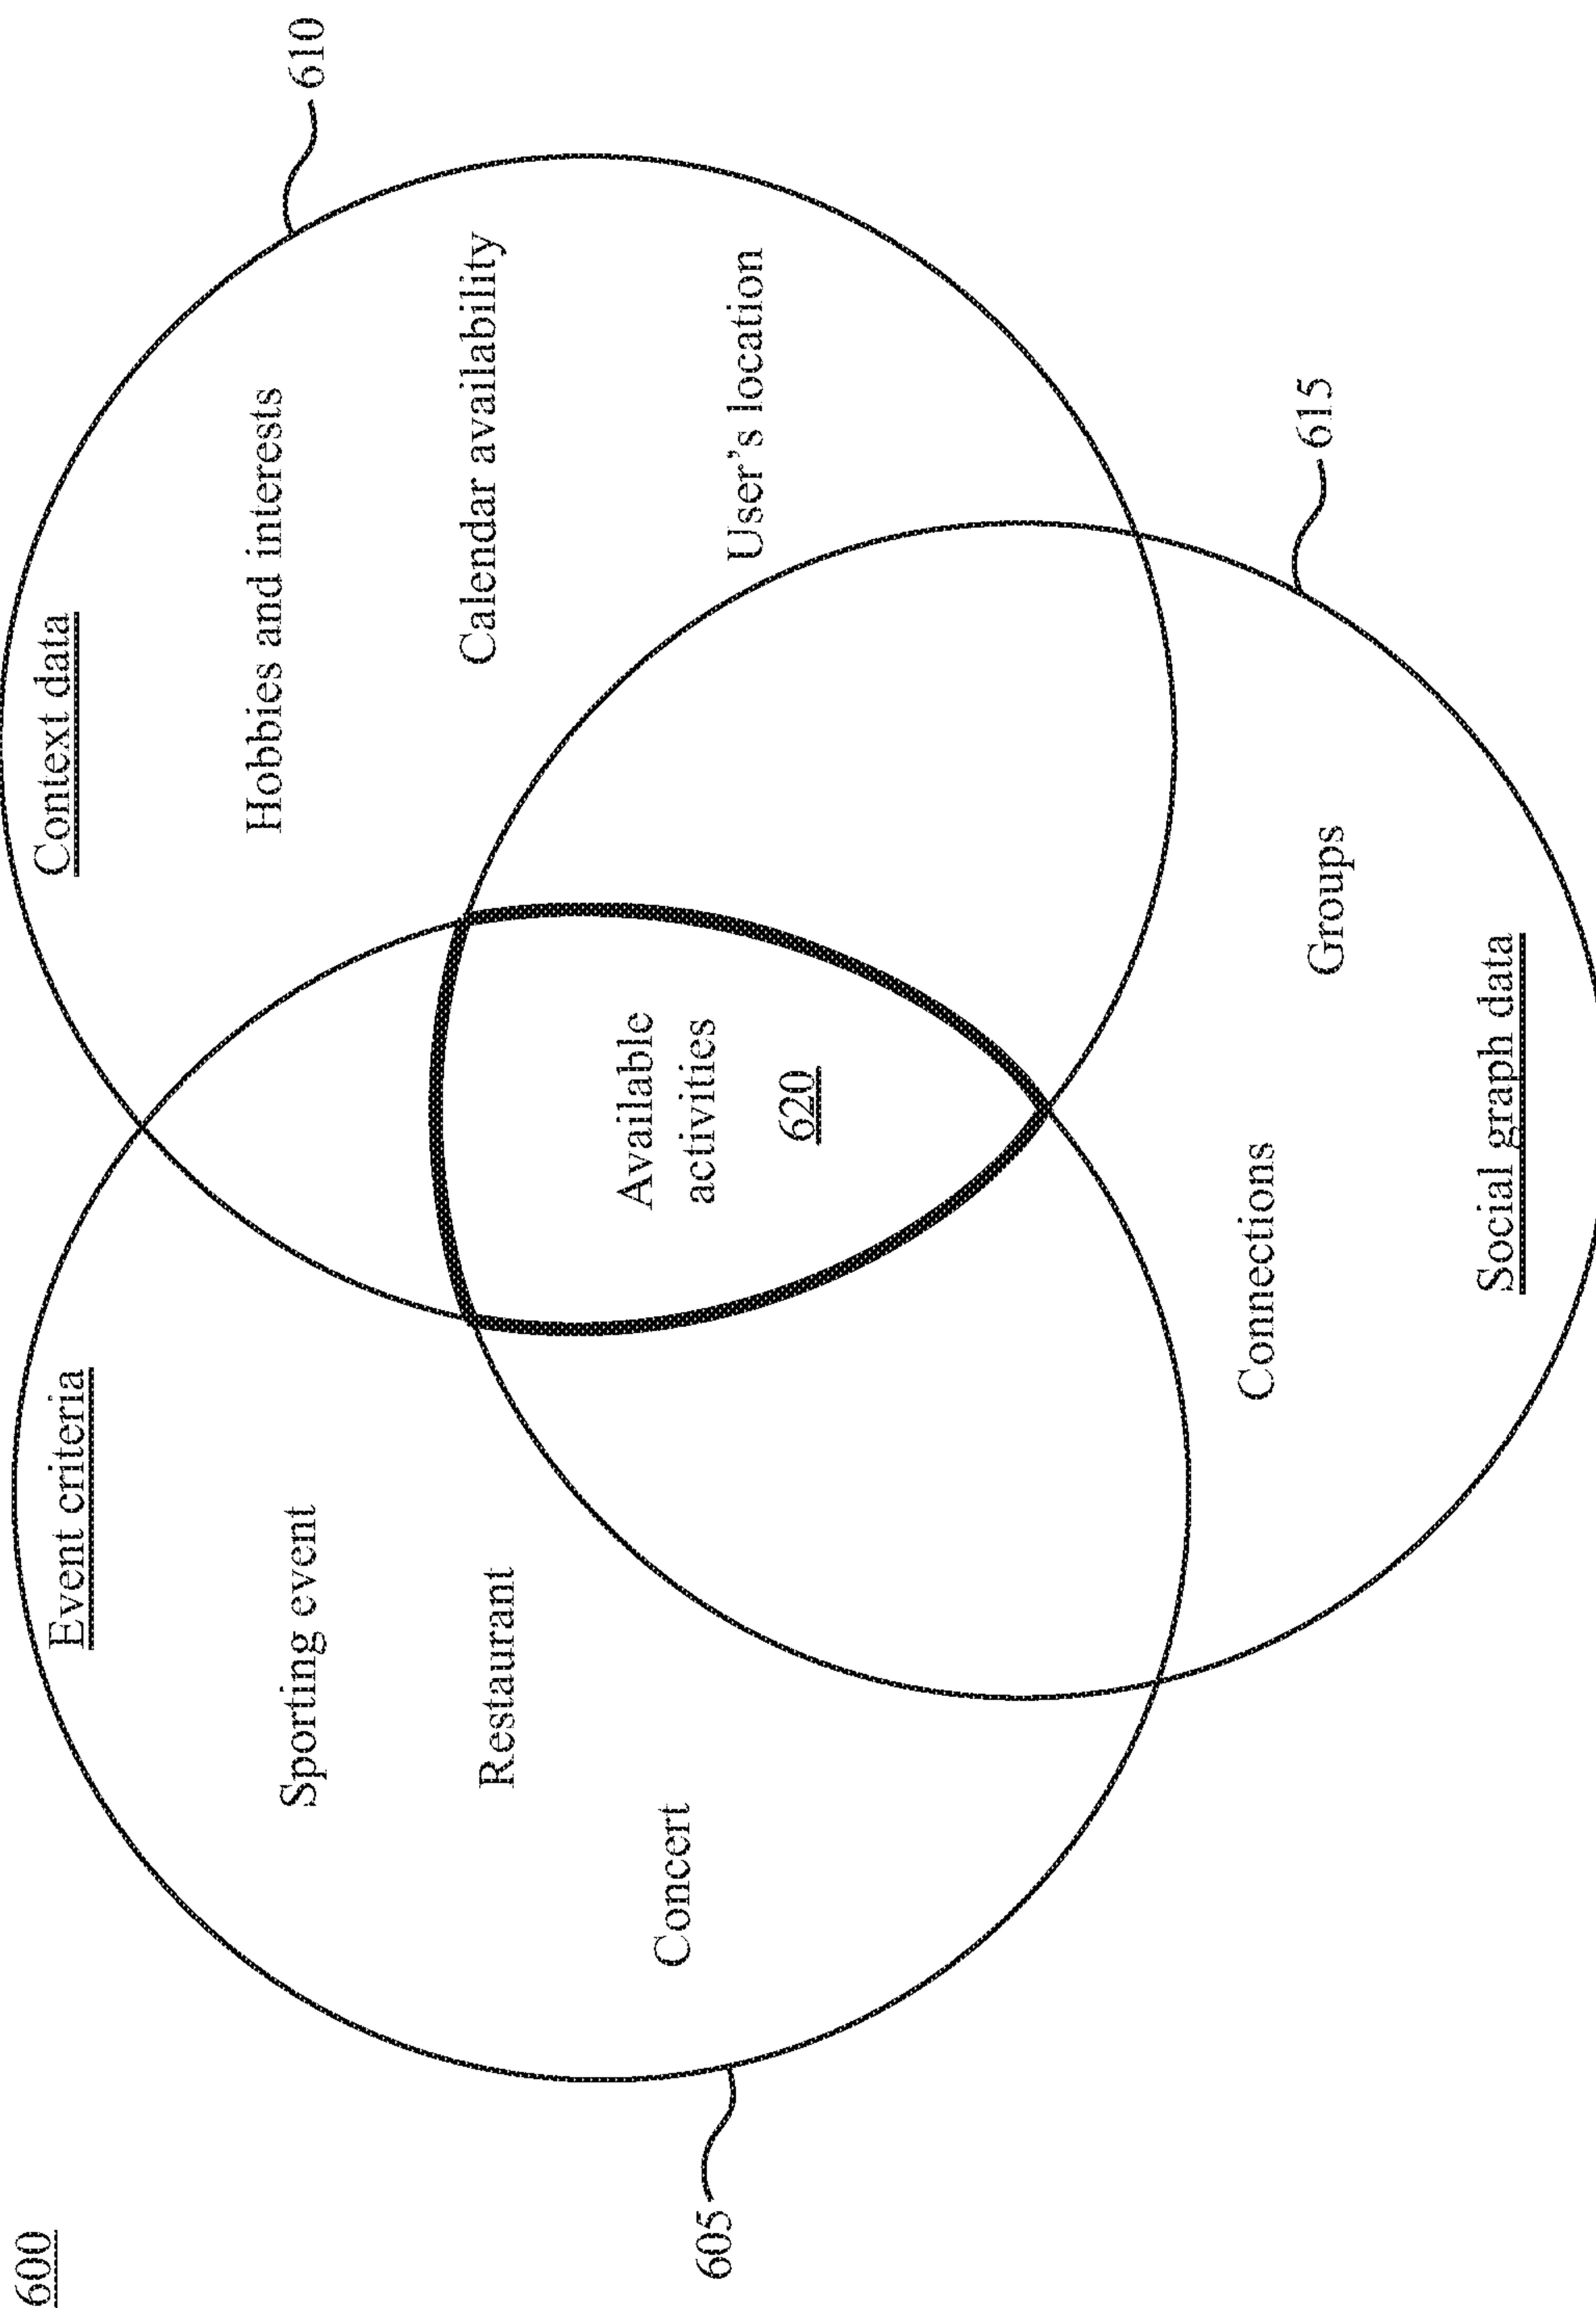 600
Event criteria
Context data
610
Sporting event
Hobbies and interests
Restaurant
Calendar availability
Concert
User's location
605
Available
activities
620
615
Connections
Groups
Social graph data